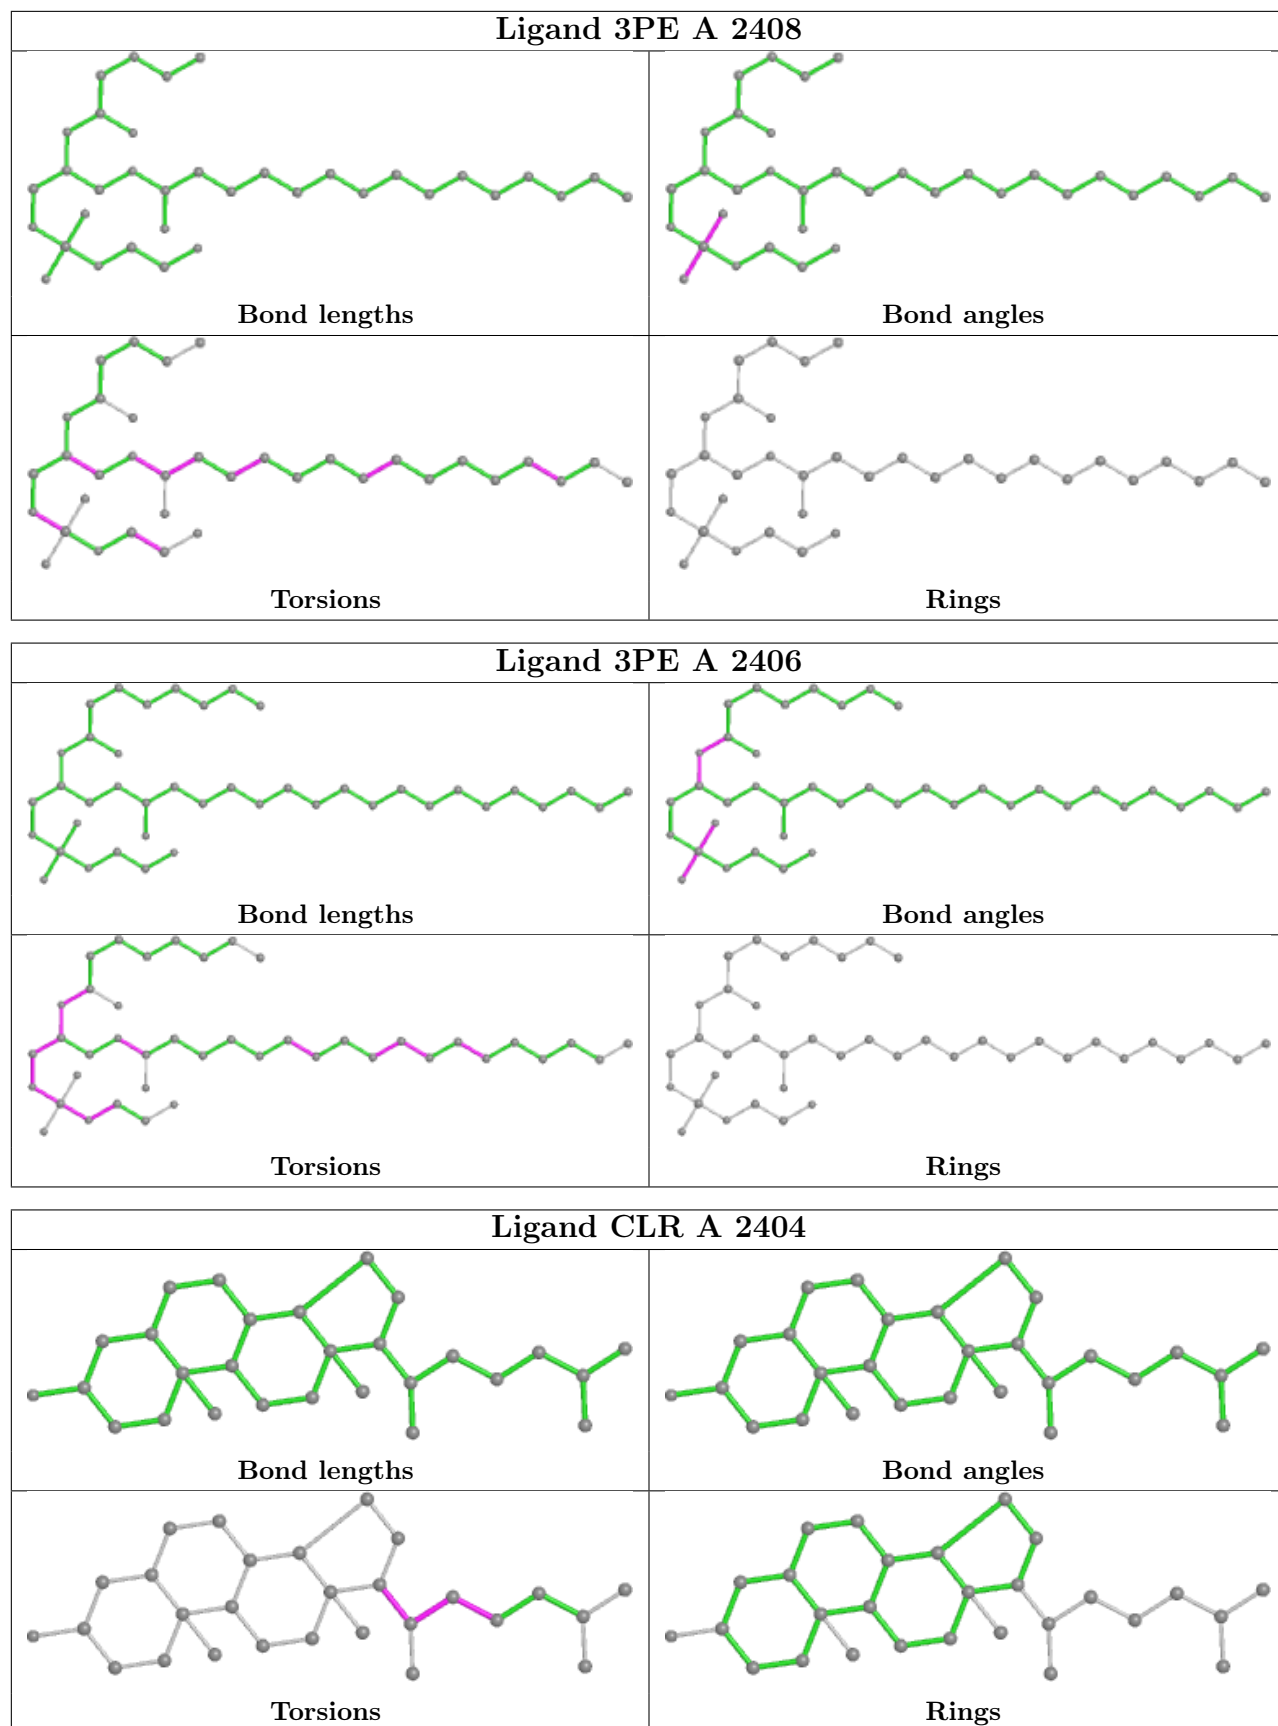 Ligand 3PE A 2408
Bond lengths
Bond angles
Torsions
Rings
Ligand 3PE A 2406
Bond lengths
Bond angles
Torsions
Rings
Ligand CLR A 2404
Bond lengths
Bond angles
Torsions
Rings